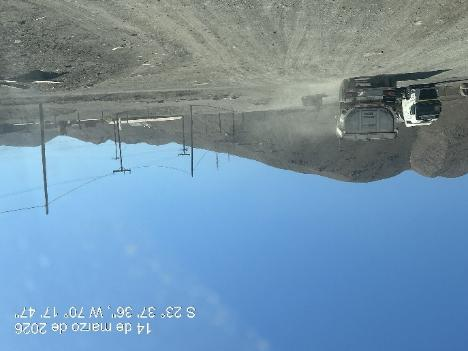 14 de marzo de 2026
S 23° 37' 36", W 70° 17' 47"